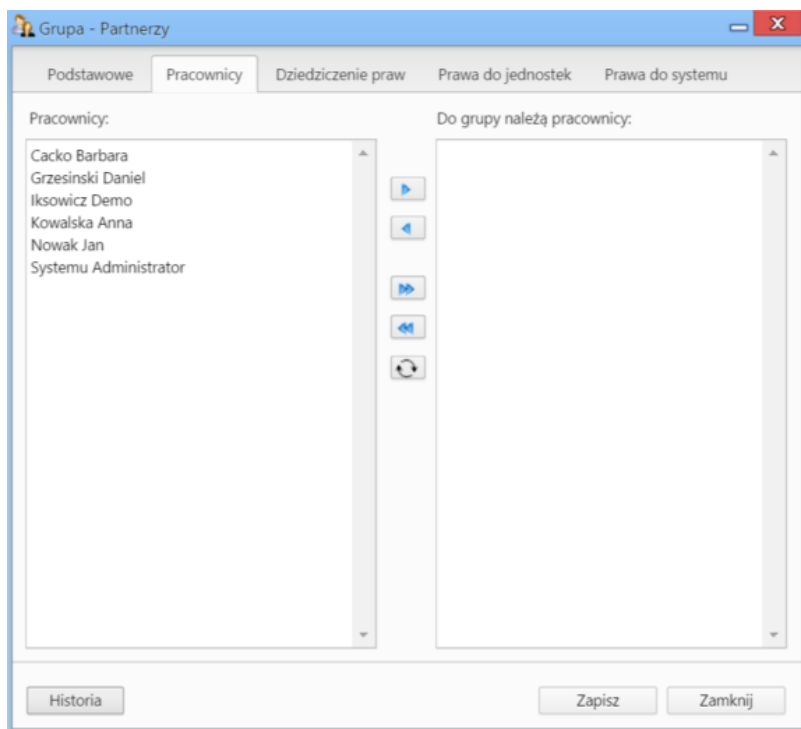 Grupa - Partnerzy
Podstawowe Pracownicy Dziedziczenie praw Prawa do jednostek Prawa do systemu
Pracownicy: Do grupy należą pracownicy:
Cacko Barbara
Grzesinski Daniel
Iksowicz Demo
Kowalska Anna
Nowak Jan
Systemu Administrator
Historia Zapisz Zamknij